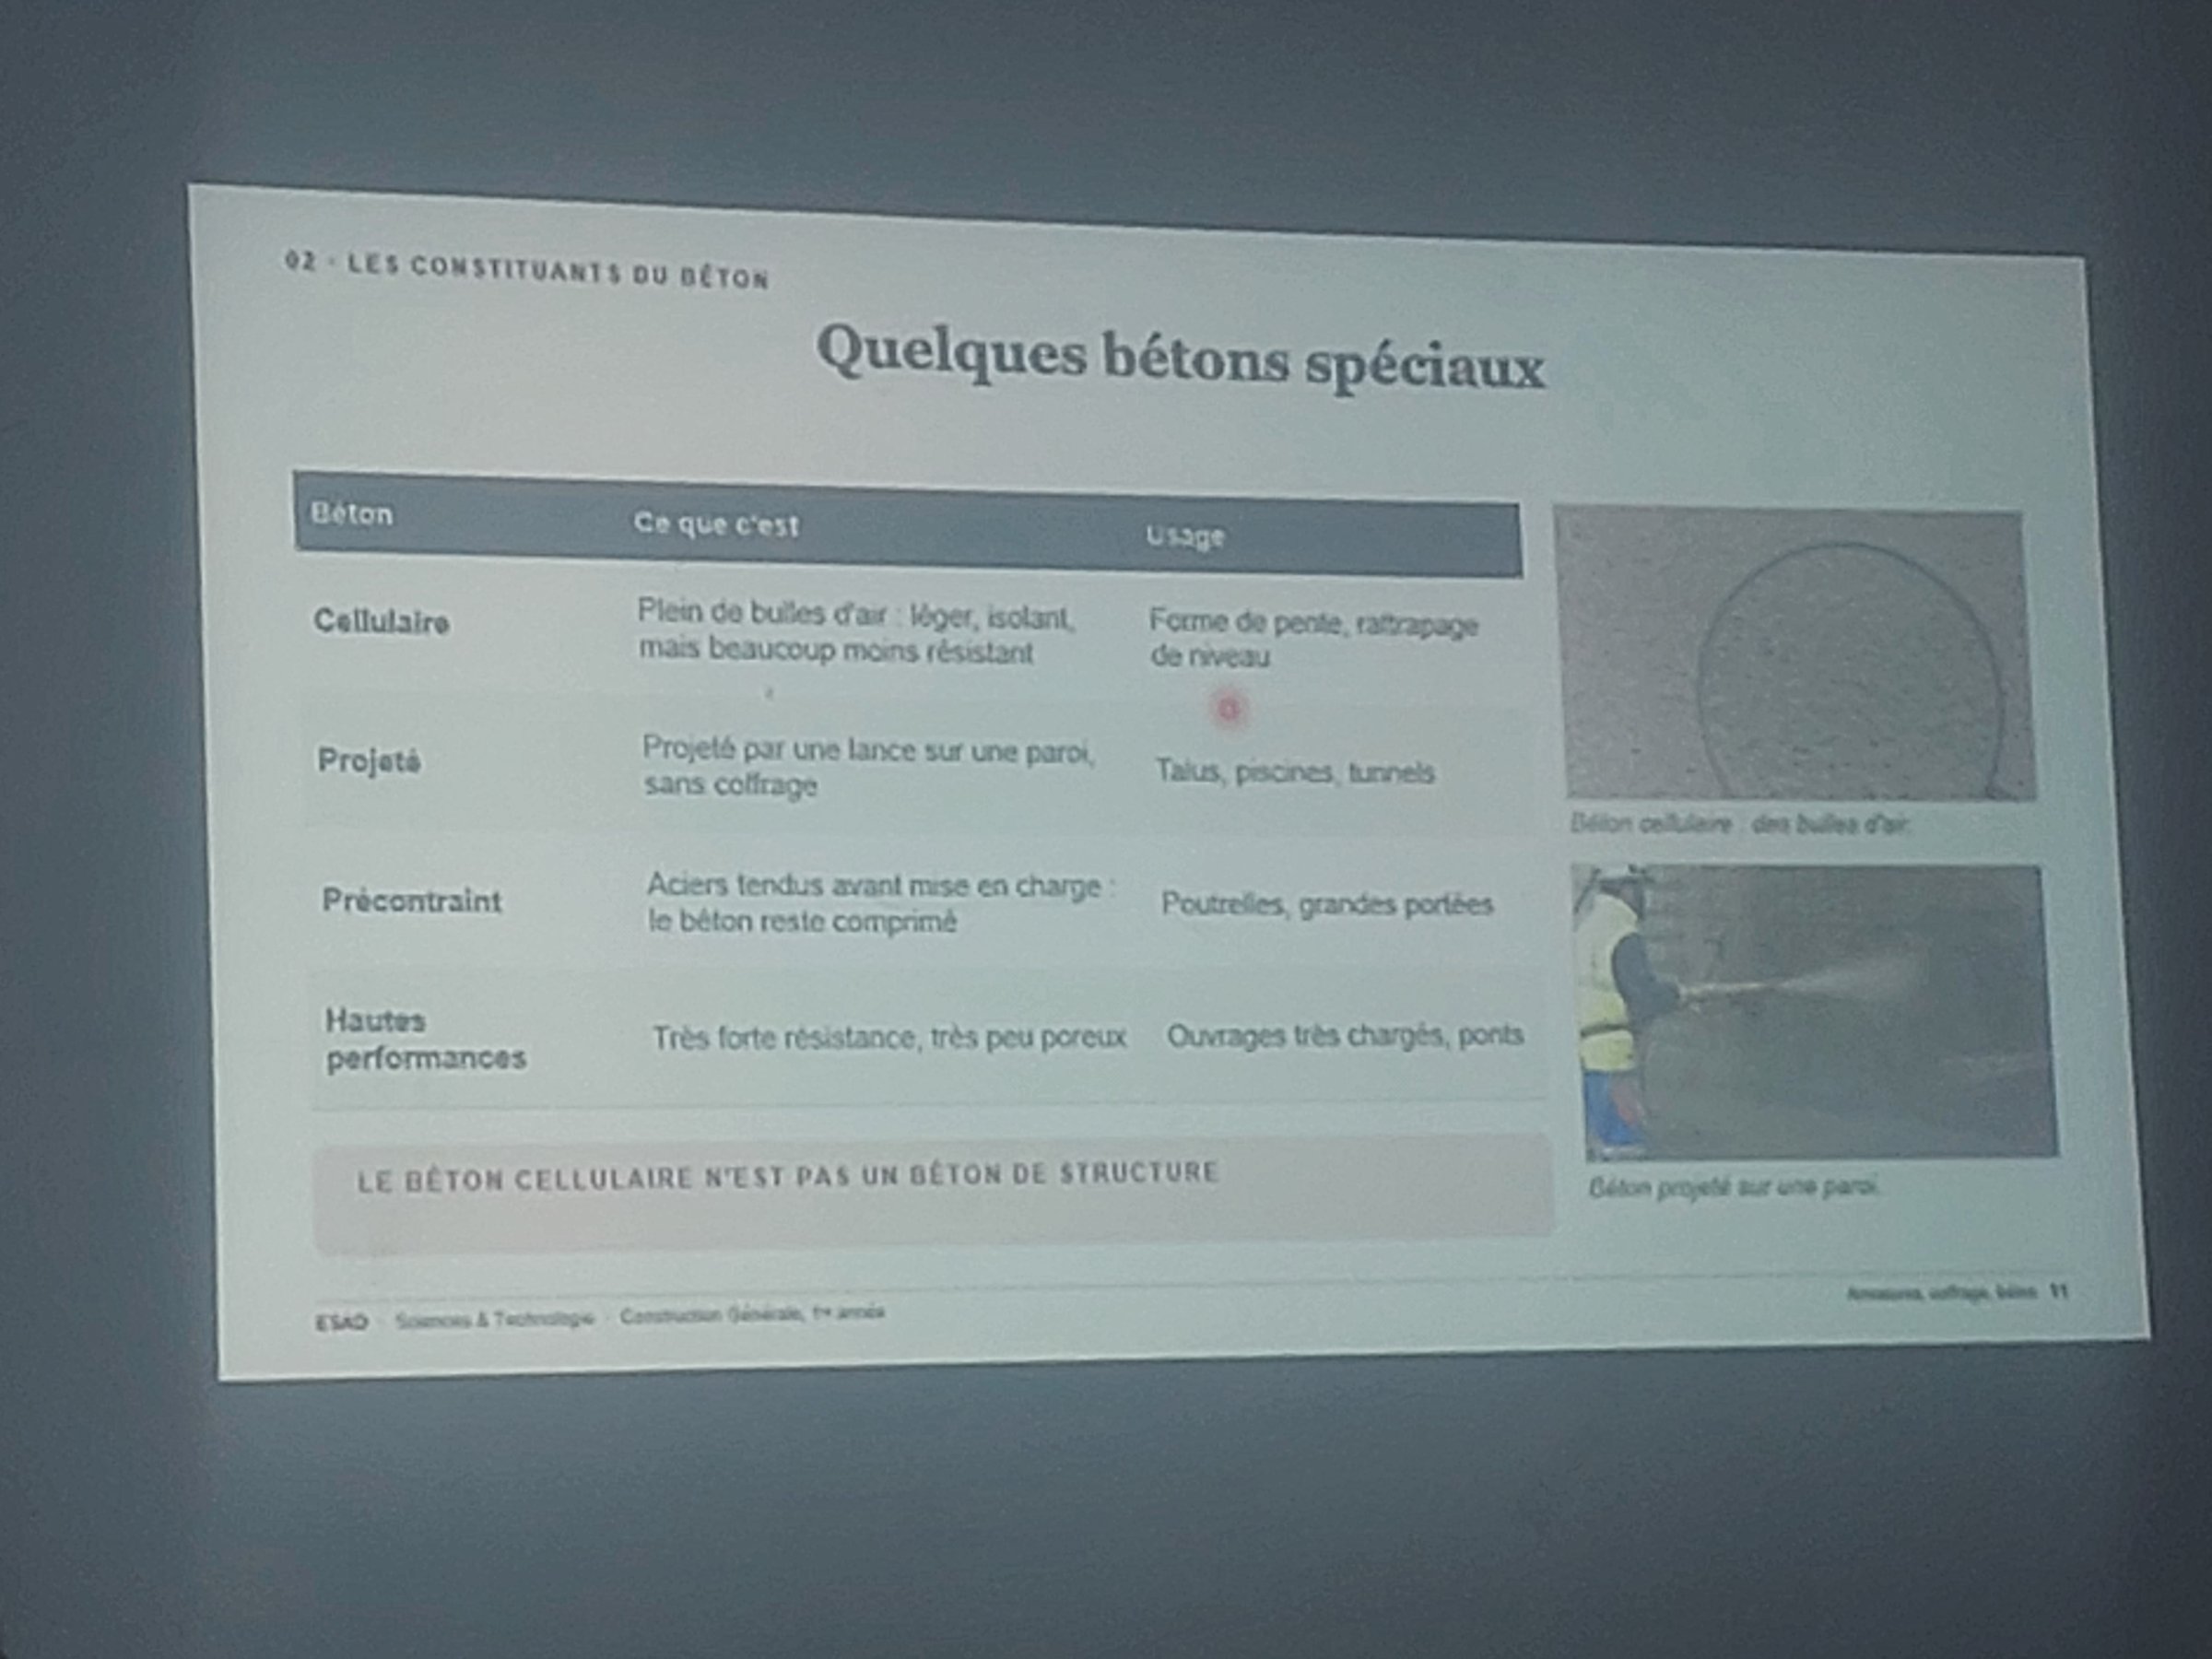 02 · LES CONSTITUANTS DU BÉTON
Quelques bétons spéciaux
Béton Ce que c'est Usage
Cellulaire
Plein de bulles d'air : léger, isolant,
mais beaucoup moins résistant
Forme de pente, rattrapage
de niveau
Projeté
Projeté par une lance sur une paroi,
sans coffrage
Talus, piscines, tunnels
Précontraint
Aciers tendus avant mise en charge :
le béton reste comprimé
Poutrelles, grandes portées
Hautes
performances
Très forte résistance, très peu poreux
Ouvrages très chargés, ponts
LE BÉTON CELLULAIRE N'EST PAS UN BÉTON DE STRUCTURE
Béton cellulaire : des bulles d'air.
Béton projeté sur une paroi.
ESAD · Sciences & Technologie · Construction Générale, 1re année
Armatures, coffrage, béton 11